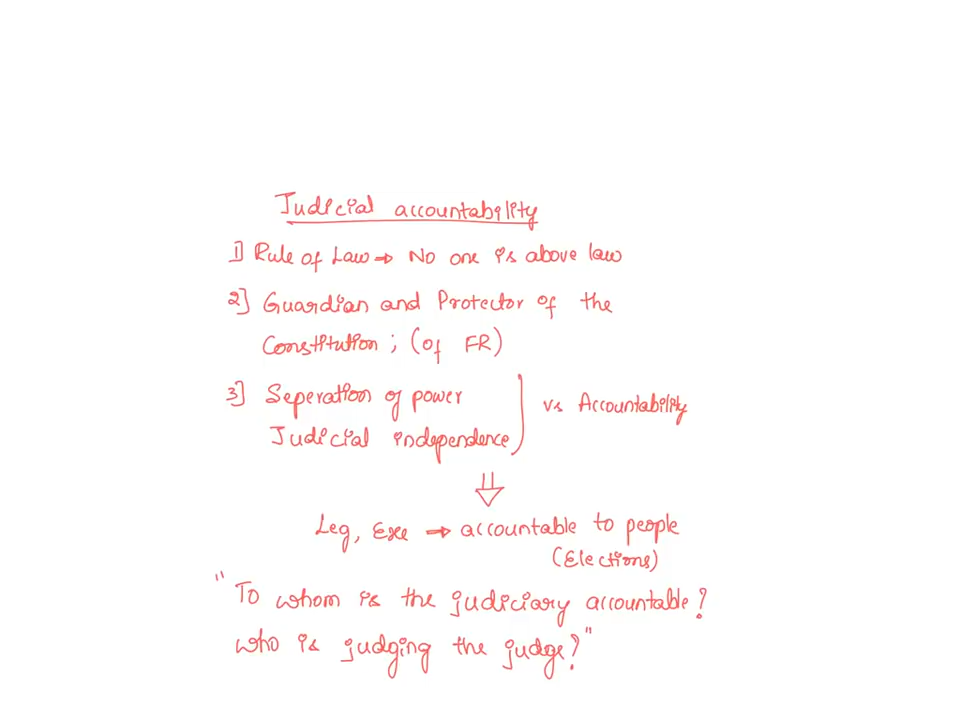 Judicial accountability
1] Rule of Law → No one is above law
2] Guardian and Protector of the
Constitution ; (of FR)
3] Seperation of power
Judicial independence
vs Accountability
Leg, Exe → accountable to people
(Elections)
"To whom is the judiciary accountable?
who is judging the judge?"